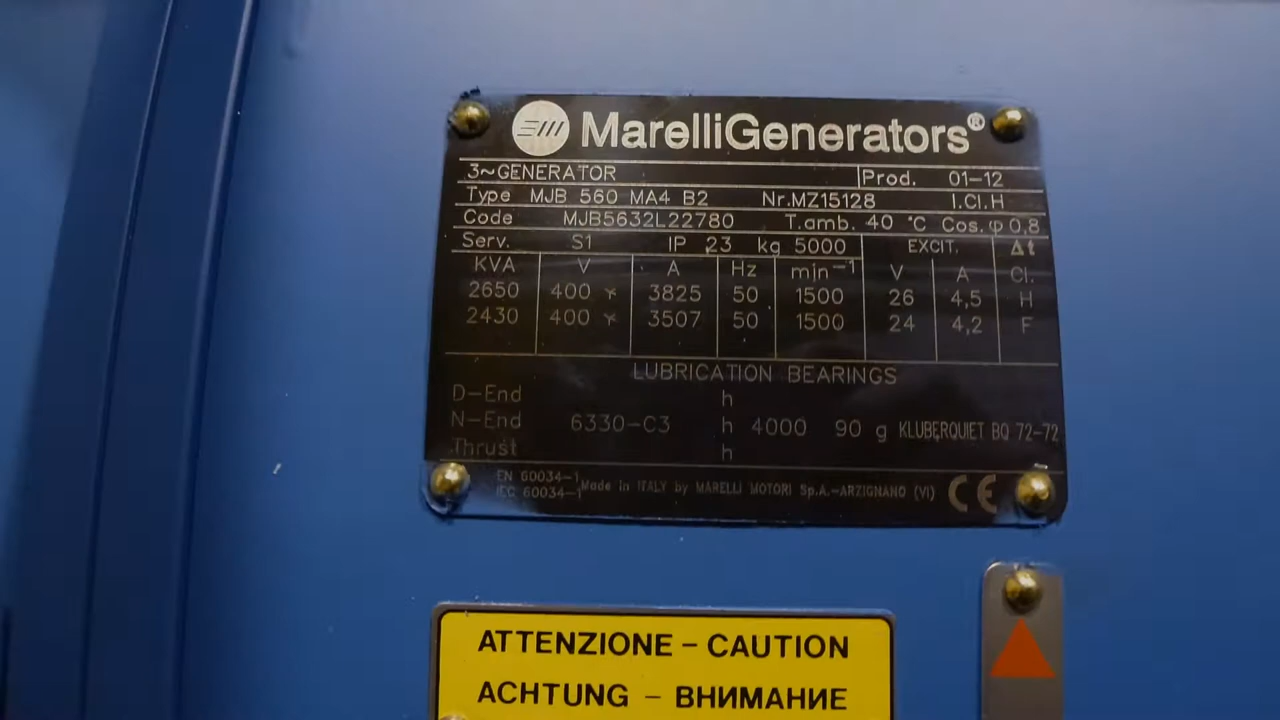 MarelliGenerators®
3~GENERATOR Prod. 01-12
Type MJB 560 MA4 B2 Nr.MZ15128 I.Cl.H
Code MJB5632L22780 T.amb. 40 °C Cos.φ 0,8
Serv. S1 IP 23 kg 5000 EXCIT. Δt
KVA V A Hz min⁻¹ V A Cl.
2650 400 Y 3825 50 1500 26 4,5 H
2430 400 Y 3507 50 1500 24 4,2 F
LUBRICATION BEARINGS
D-End h
N-End 6330-C3 h 4000 90 g KLUBERQUIET BQ 72-72
Thrust h
EN 60034-1
IEC 60034-1 Made in ITALY by MARELLI MOTORI Sp.A.-ARZIGNANO (VI) CE
ATTENZIONE - CAUTION
ACHTUNG - ВНИМАНИЕ